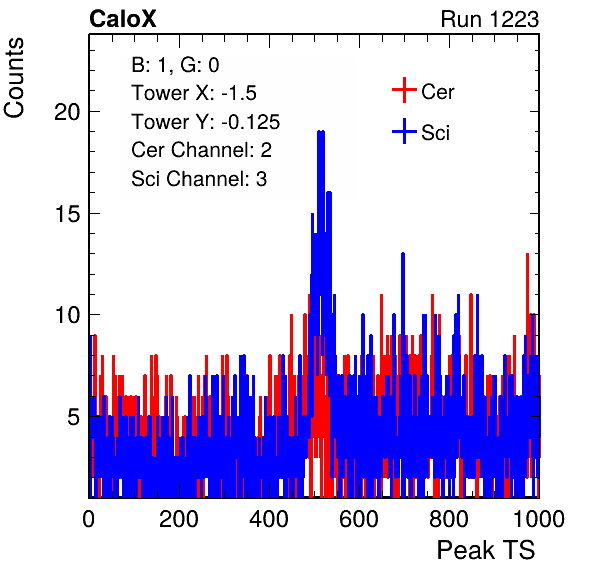 CaloX Run 1223
Counts
B: 1, G: 0
Tower X: -1.5
Tower Y: -0.125
Cer Channel: 2
Sci Channel: 3
Cer
Sci
20
15
10
5
0 200 400 600 800 1000
Peak TS